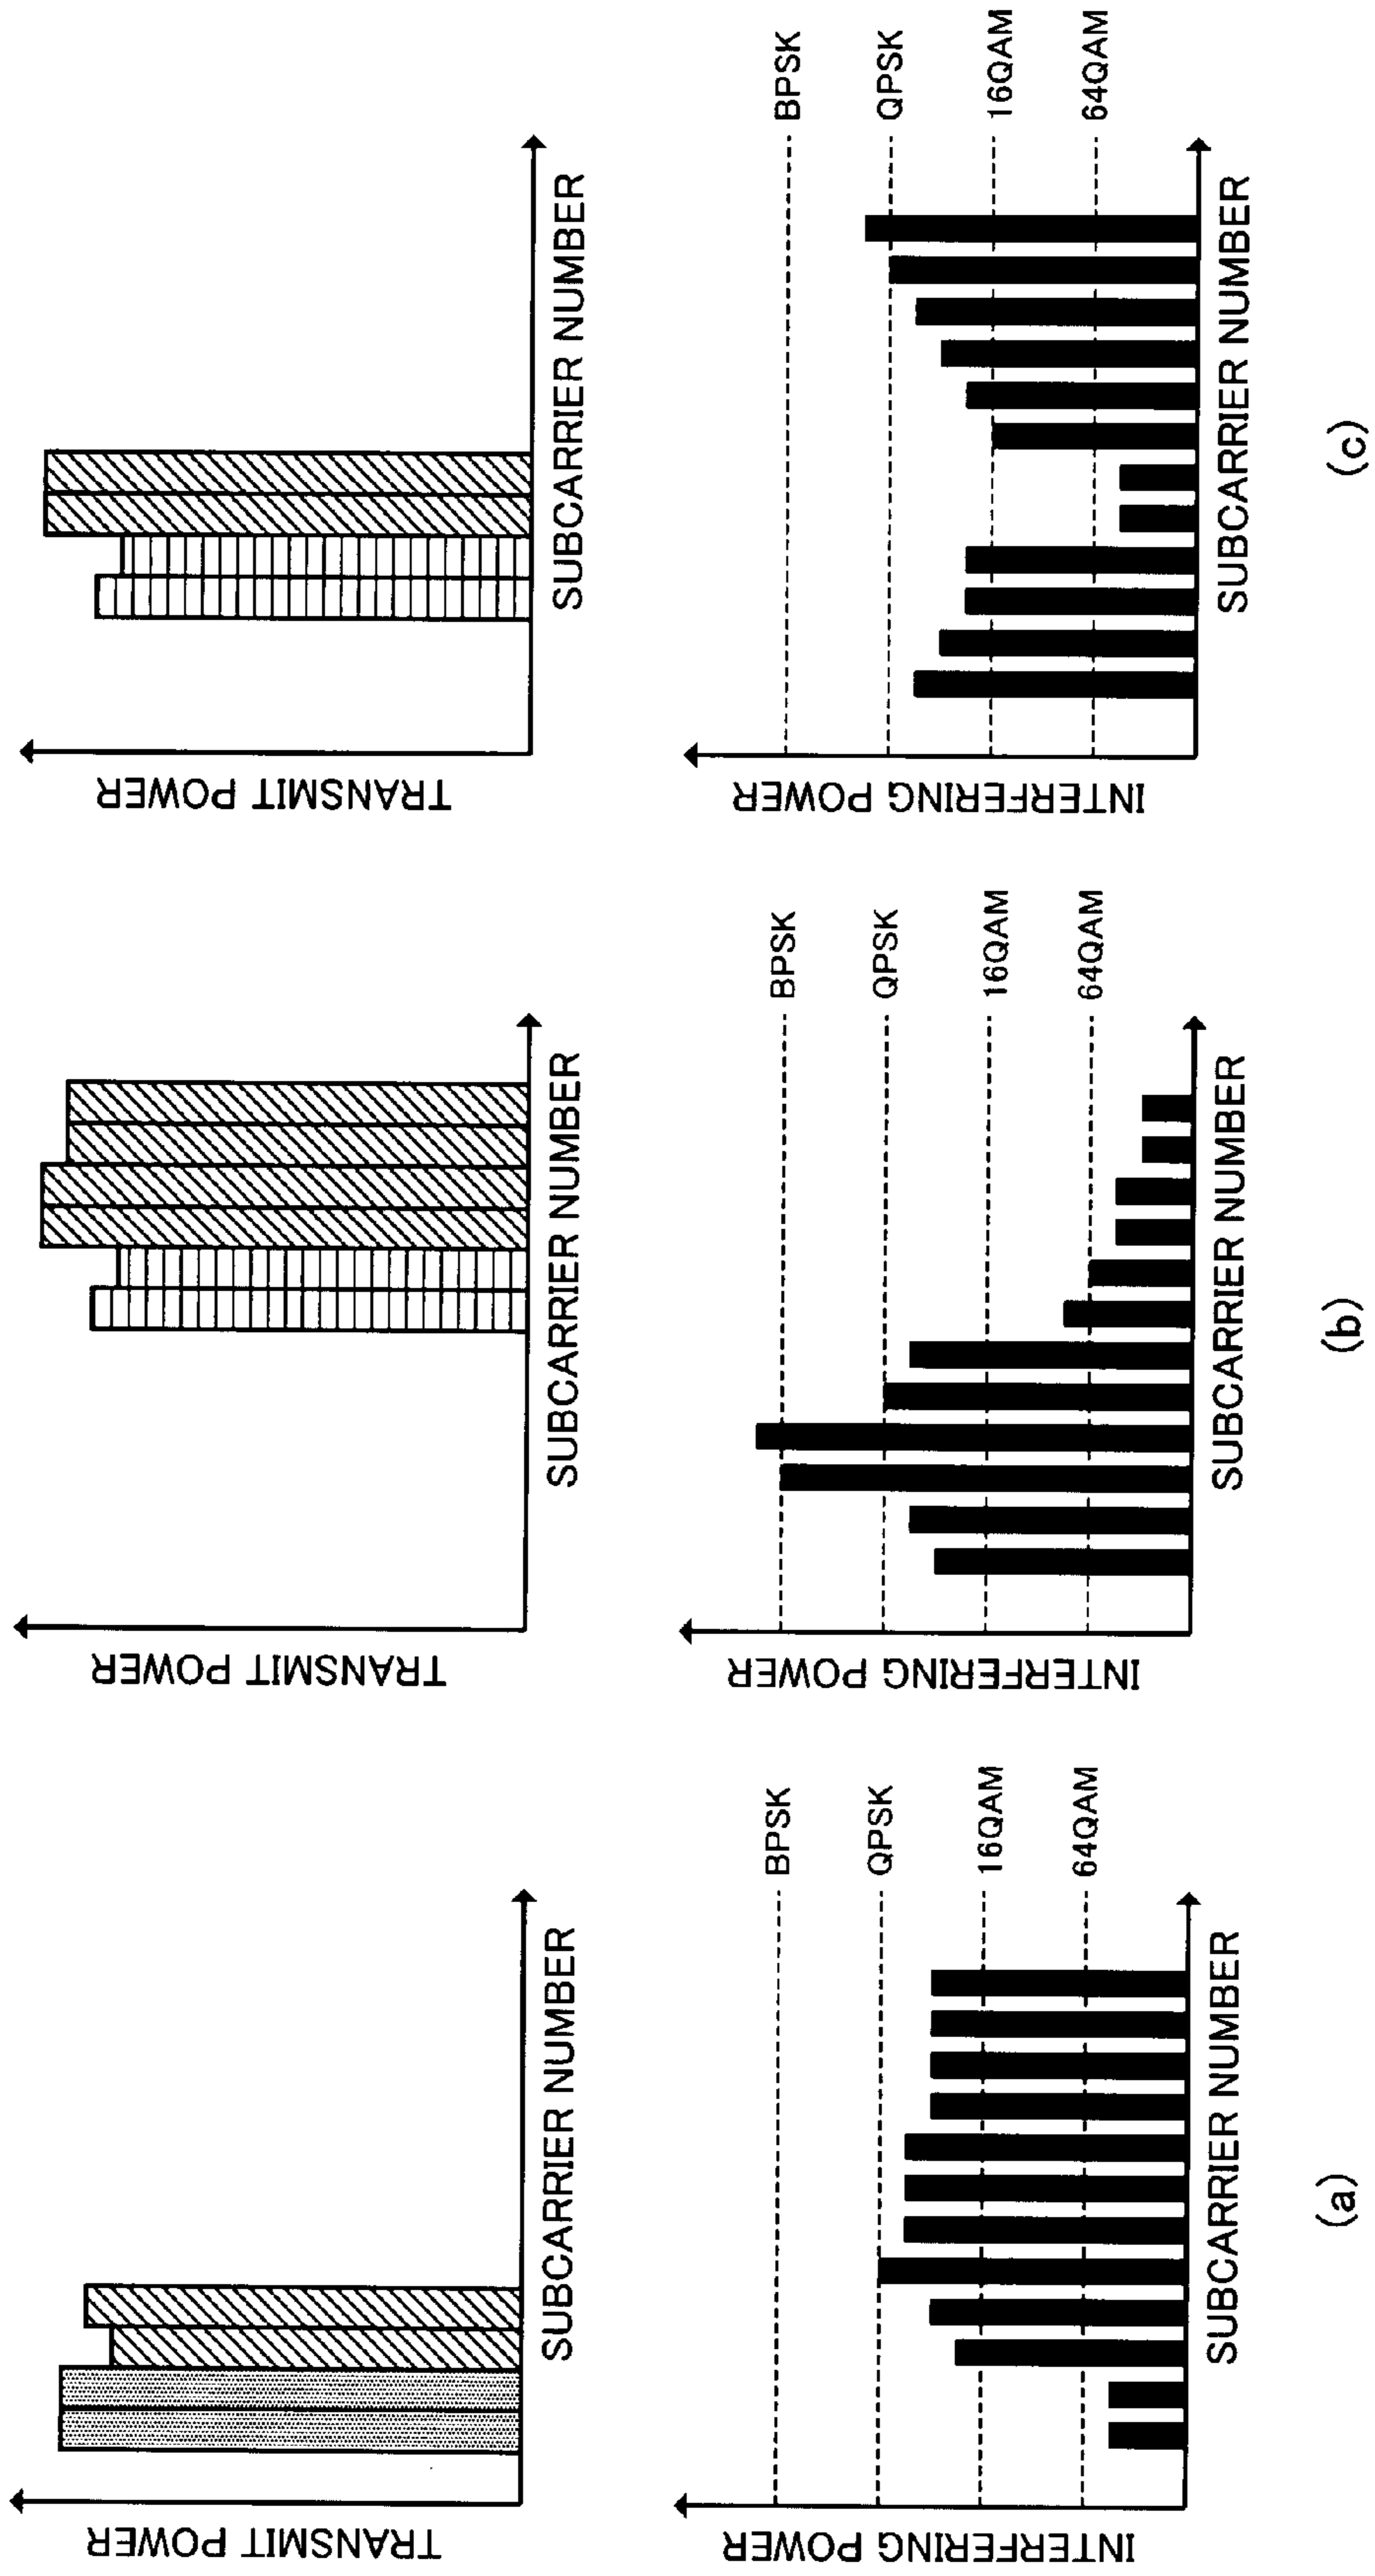 TRANSMIT POWER
SUBCARRIER NUMBER
INTERFERING POWER
BPSK
QPSK
16QAM
64QAM
SUBCARRIER NUMBER
(a)
TRANSMIT POWER
SUBCARRIER NUMBER
INTERFERING POWER
BPSK
QPSK
16QAM
64QAM
SUBCARRIER NUMBER
(b)
TRANSMIT POWER
SUBCARRIER NUMBER
INTERFERING POWER
BPSK
QPSK
16QAM
64QAM
SUBCARRIER NUMBER
(c)